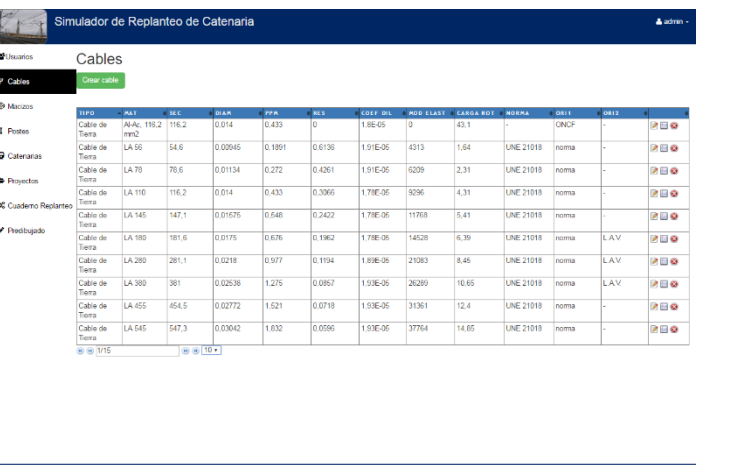 Simulador de Replanteo de Catenaria
admin
Usuarios
Cables
Crear cable
Cables
Macizos
Postes
Catenarias
Proyectos
Cuaderno Replanteo
Predibujado
TIPO MAT SEC DIAM PPM RES COEF DIL MOD ELAST CARGA ROT NORMA ORI1 ORI2
Cable de Tierra Al-Ac, 116,2 mm2 116,2 0,014 0,433 0 1,8E-05 0 43,1 - ONCF -
Cable de Tierra LA 56 54,6 0,00945 0,1891 0,6136 1,91E-05 4313 1,64 UNE 21018 norma -
Cable de Tierra LA 78 78,6 0,01134 0,272 0,4261 1,91E-05 6209 2,31 UNE 21018 norma -
Cable de Tierra LA 110 116,2 0,014 0,433 0,3066 1,78E-05 9296 4,31 UNE 21018 norma -
Cable de Tierra LA 145 147,1 0,01575 0,548 0,2422 1,78E-05 11768 5,41 UNE 21018 norma -
Cable de Tierra LA 180 181,6 0,0175 0,676 0,1962 1,78E-05 14528 6,39 UNE 21018 norma L.A.V.
Cable de Tierra LA 280 281,1 0,0218 0,977 0,1194 1,89E-05 21083 8,45 UNE 21018 norma L.A.V.
Cable de Tierra LA 380 381 0,02538 1,275 0,0857 1,93E-05 26289 10,65 UNE 21018 norma L.A.V.
Cable de Tierra LA 455 454,5 0,02772 1,521 0,0718 1,93E-05 31361 12,4 UNE 21018 norma -
Cable de Tierra LA 545 547,3 0,03042 1,832 0,0596 1,93E-05 37764 14,85 UNE 21018 norma -
1/15 10